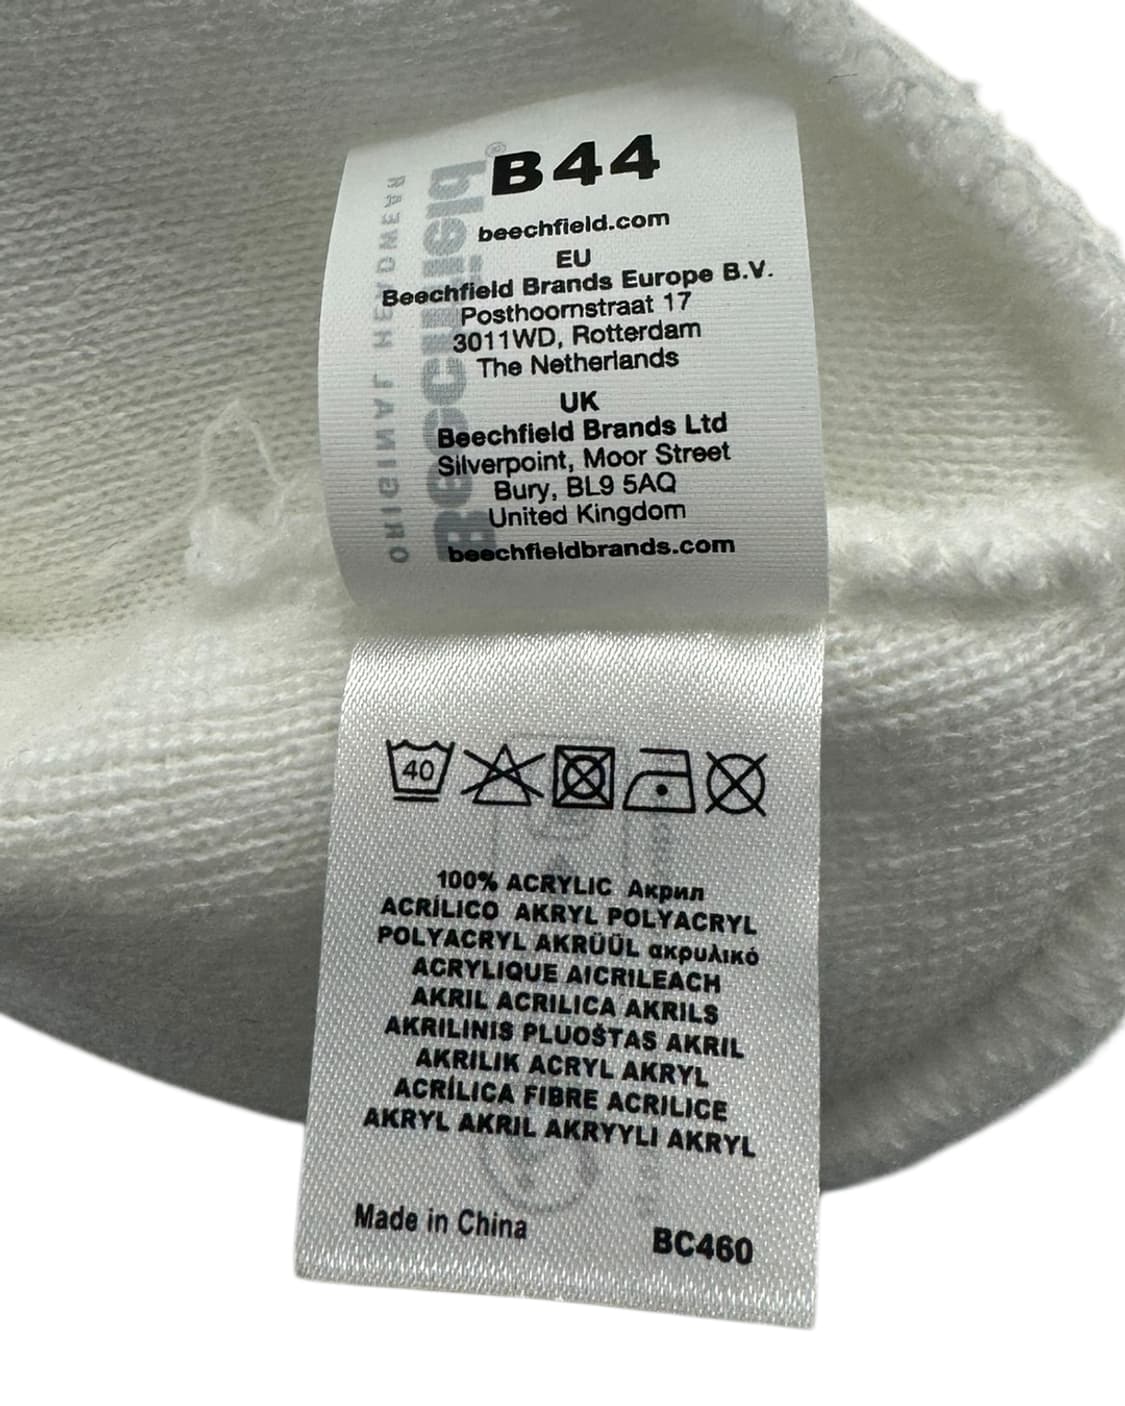 B44
beechfield.com
EU
Beechfield Brands Europe B.V.
Posthoornstraat 17
3011WD, Rotterdam
The Netherlands
UK
Beechfield Brands Ltd
Silverpoint, Moor Street
Bury, BL9 5AQ
United Kingdom
beechfieldbrands.com
Beechfield®
ORIGINAL HEADWEAR
40
100% ACRYLIC Акрил
ACRÍLICO AKRYL POLYACRYL
POLYACRYL AKRÜÜL ακρυλικό
ACRYLIQUE AICRILEACH
AKRIL ACRILICA AKRILS
AKRILINIS PLUOŠTAS AKRIL
AKRILIK ACRYL AKRYL
ACRÍLICA FIBRE ACRILICE
AKRYL AKRIL AKRYYLI AKRYL
Made in China
BC460